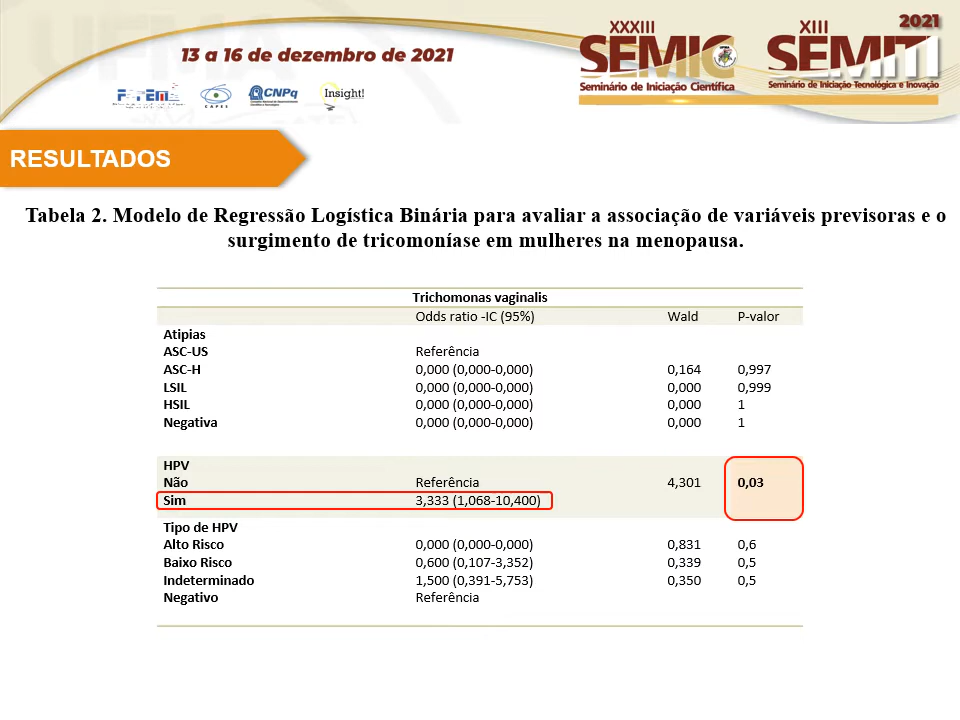 13 a 16 de dezembro de 2021
CAPES
CNPq
Insight!
XXXIII
SEMIC
Seminário de Iniciação Científica
2021
XIII
SEMITI
Seminário de Iniciação Tecnológica e Inovação
RESULTADOS
Tabela 2. Modelo de Regressão Logística Binária para avaliar a associação de variáveis previsoras e o
surgimento de tricomoníase em mulheres na menopausa.
Trichomonas vaginalis
Odds ratio -IC (95%) Wald P-valor
Atipias
ASC-US Referência
ASC-H 0,000 (0,000-0,000) 0,164 0,997
LSIL 0,000 (0,000-0,000) 0,000 0,999
HSIL 0,000 (0,000-0,000) 0,000 1
Negativa 0,000 (0,000-0,000) 0,000 1
HPV
Não Referência 4,301 0,03
Sim 3,333 (1,068-10,400)
Tipo de HPV
Alto Risco 0,000 (0,000-0,000) 0,831 0,6
Baixo Risco 0,600 (0,107-3,352) 0,339 0,5
Indeterminado 1,500 (0,391-5,753) 0,350 0,5
Negativo Referência